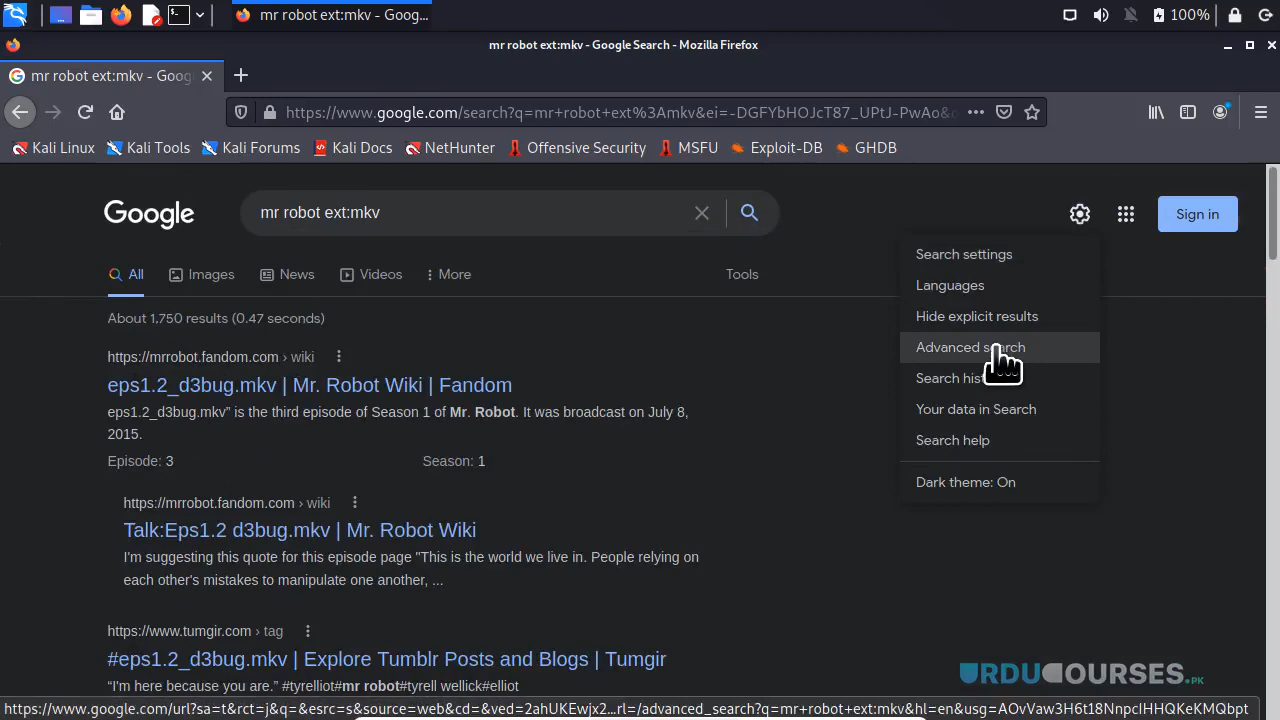 mr robot ext:mkv - Goog...
100%
mr robot ext:mkv - Google Search - Mozilla Firefox
mr robot ext:mkv - Goog
https://www.google.com/search?q=mr+robot+ext%3Amkv&ei=-DGFYbHOJcT87_UPtJ-PwAo&
Kali Linux Kali Tools Kali Forums Kali Docs NetHunter Offensive Security MSFU Exploit-DB GHDB
Google
mr robot ext:mkv
Sign in
All Images News Videos More Tools
Search settings
Languages
Hide explicit results
Advanced search
Search his
Your data in Search
Search help
Dark theme: On
About 1,750 results (0.47 seconds)
https://mrrobot.fandom.com › wiki
eps1.2_d3bug.mkv | Mr. Robot Wiki | Fandom
eps1.2_d3bug.mkv” is the third episode of Season 1 of Mr. Robot. It was broadcast on July 8,
2015.
Episode: 3 Season: 1
https://mrrobot.fandom.com › wiki
Talk:Eps1.2 d3bug.mkv | Mr. Robot Wiki
I'm suggesting this quote for this episode page "This is the world we live in. People relying on
each other's mistakes to manipulate one another, ...
https://www.tumgir.com › tag
#eps1.2_d3bug.mkv | Explore Tumblr Posts and Blogs | Tumgir
“I'm here because you are.” #tyrelliot#mr robot#tyrell wellick#elliot
URDUCOURSES.PK
https://www.google.com/url?sa=t&rct=j&q=&esrc=s&source=web&cd=&ved=2ahUKEwjx2...rl=/advanced_search?q=mr+robot+ext:mkv&hl=en&usg=AOvVaw3H6t18NnpcIHHQKeKMQbpt